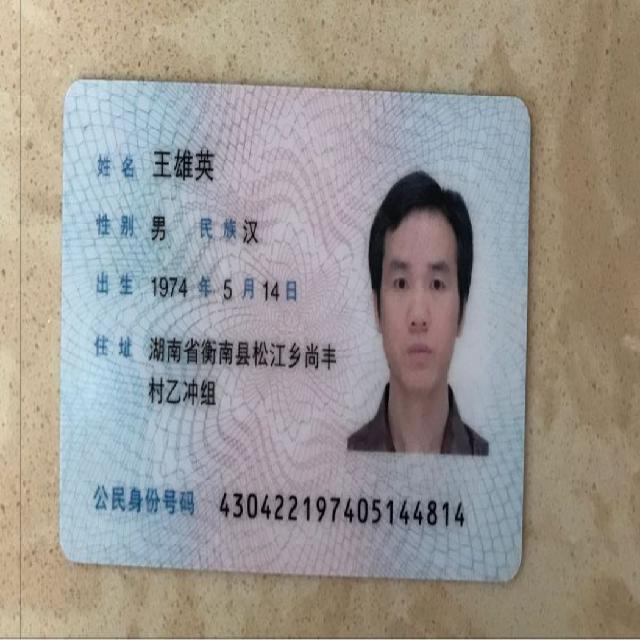 姓名 王雄英
性别 男 民族 汉
出生 1974 年 5 月 14 日
住址 湖南省衡南县松江乡尚丰
村乙冲组
公民身份号码 430422197405144814